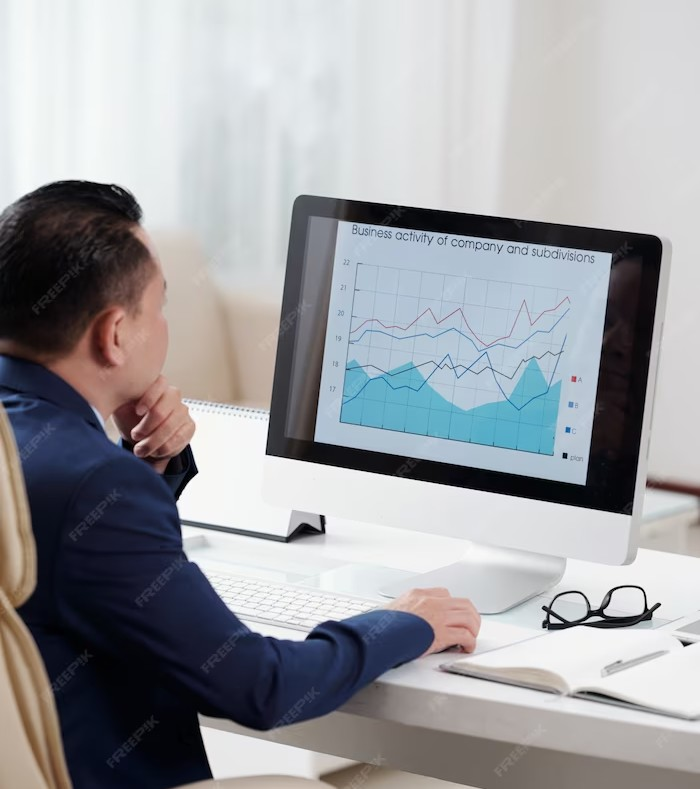 Business activity of company and subdivisions
22
21
20
19
18
17
A
B
C
plan
FREEPIK